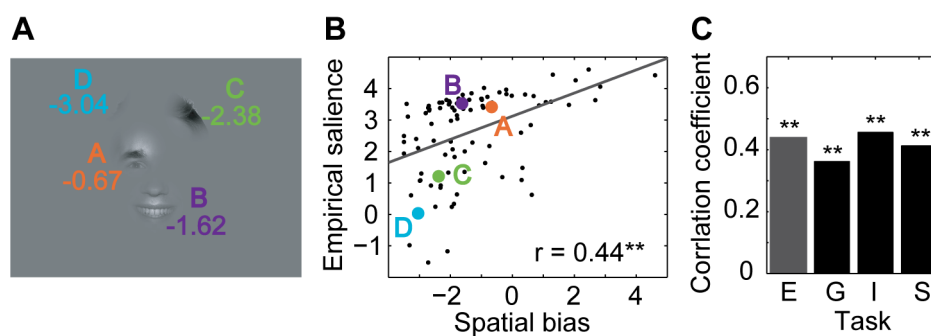 A
D
-3.04
C
-2.38
A
-0.67
B
-1.62
B
Empirical salience
4
3
2
1
0
−1
B
A
C
D
r = 0.44**
−2
0
2
4
Spatial bias
C
Corrlation coefficient
0.6
0.4
0.2
0
**
**
**
**
E
G
I
S
Task